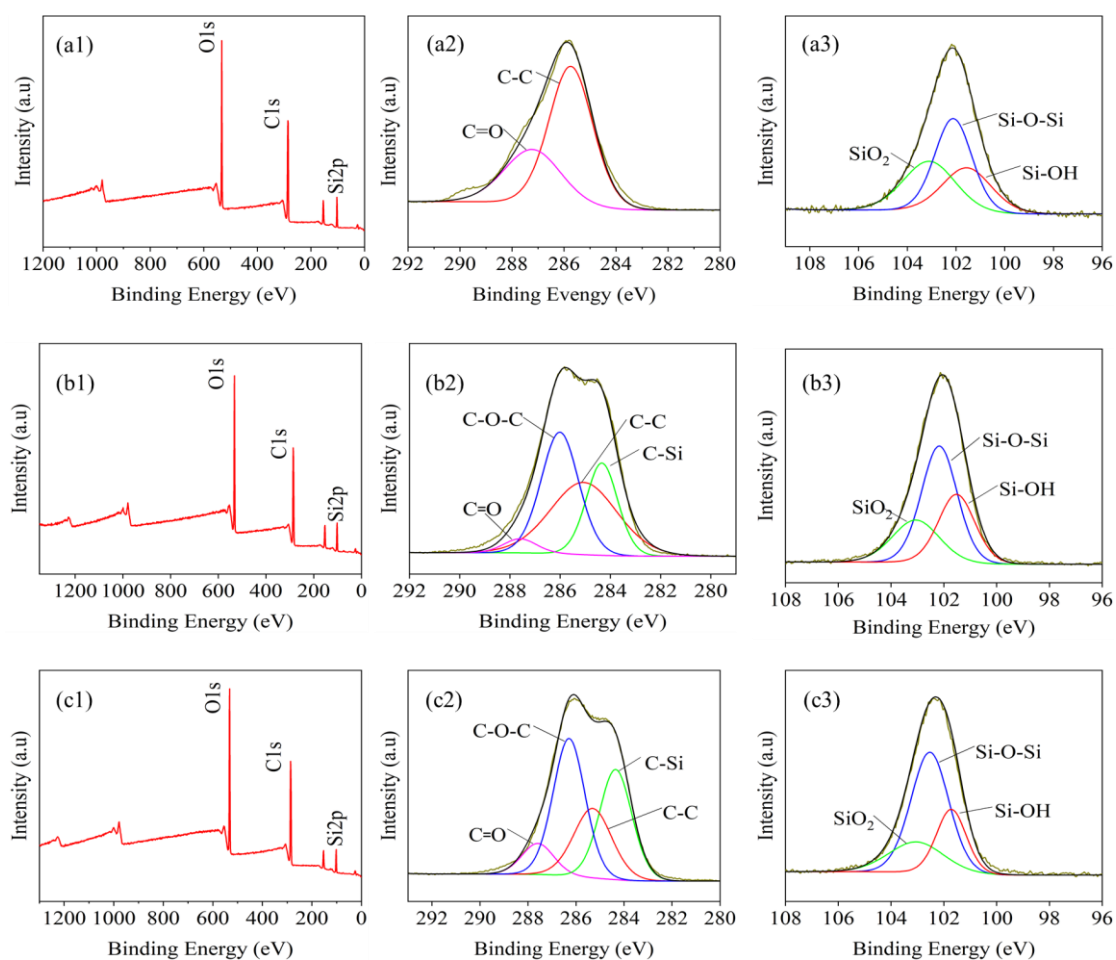 (a1)
O1s
C1s
Si2p
Intensity (a.u)
1200 1000 800 600 400 200 0
Binding Energy (eV)
(a2)
C-C
C=O
Intensity (a.u)
292 290 288 286 284 282 280
Binding Evengy (eV)
(a3)
Si-O-Si
SiO2
Si-OH
Intensity (a.u)
108 106 104 102 100 98 96
Binding Energy (eV)
(b1)
O1s
C1s
Si2p
Intensity (a.u)
1200 1000 800 600 400 200 0
Binding Energy (eV)
(b2)
C-O-C
C-C
C-Si
C=O
Intensity (a.u)
292 290 288 286 284 282 280
Binding Energy (eV)
(b3)
Si-O-Si
Si-OH
SiO2
Intensity (a.u)
108 106 104 102 100 98 96
Binding Energy (eV)
(c1)
O1s
C1s
Si2p
Intensity (a.u)
1200 1000 800 600 400 200 0
Binding Energy (eV)
(c2)
C-O-C
C-Si
C-C
C=O
Intensity (a.u)
292 290 288 286 284 282 280
Binding Energy (eV)
(c3)
Si-O-Si
Si-OH
SiO2
Intensity (a.u)
108 106 104 102 100 98 96
Binding Energy (eV)